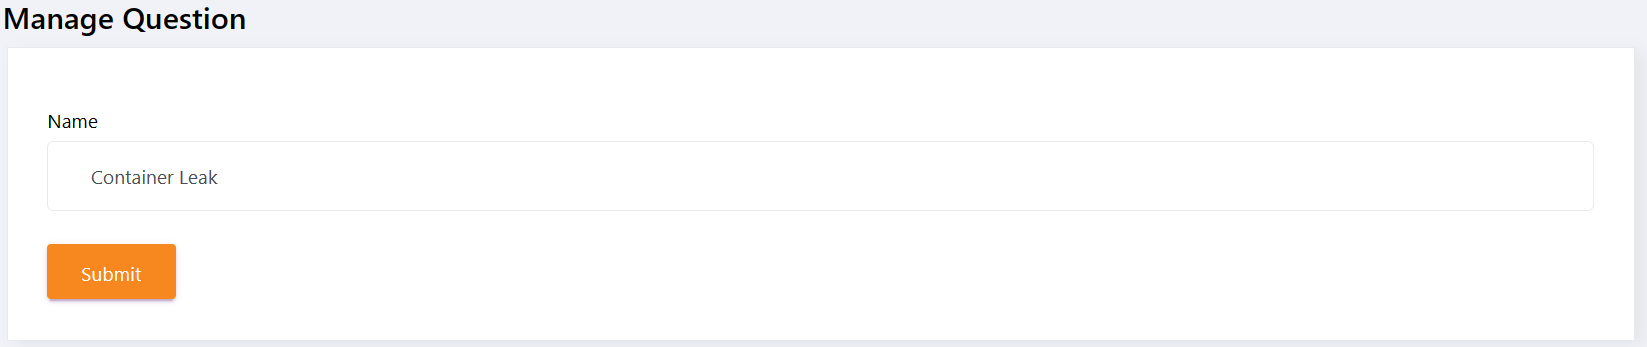 Manage Question
Name
Container Leak
Submit